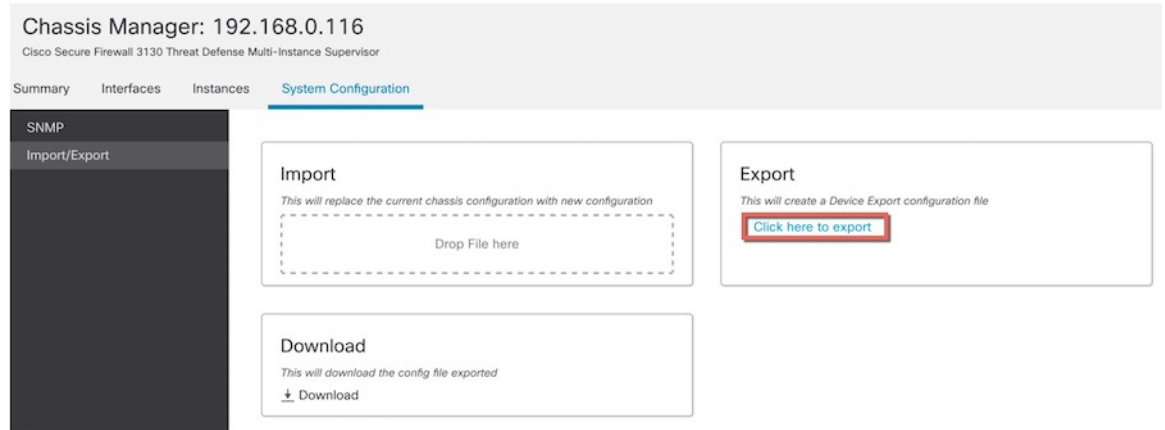 Chassis Manager: 192.168.0.116
Cisco Secure Firewall 3130 Threat Defense Multi-Instance Supervisor
Summary Interfaces Instances System Configuration
SNMP
Import/Export
Import
This will replace the current chassis configuration with new configuration
Drop File here
Export
This will create a Device Export configuration file
Click here to export
Download
This will download the config file exported
Download